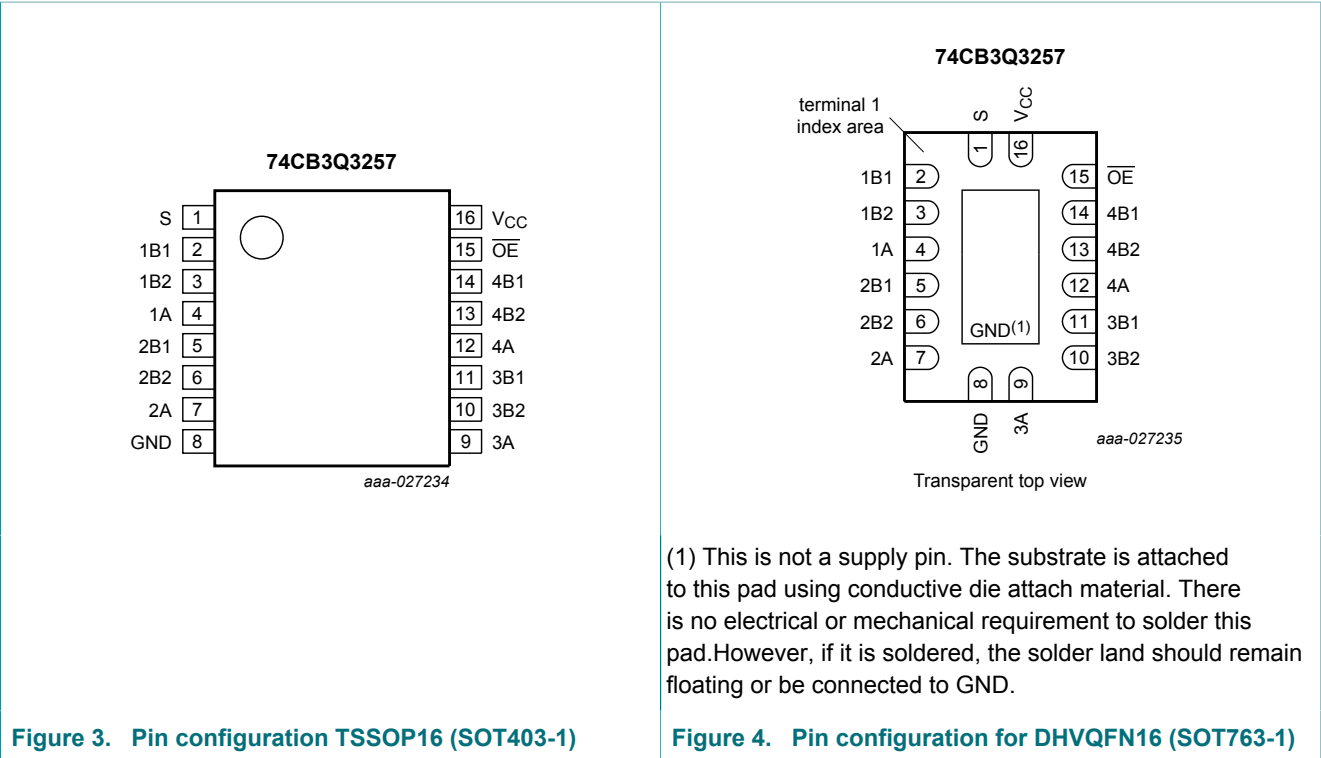 74CB3Q3257
S 1
1B1 2
1B2 3
1A 4
2B1 5
2B2 6
2A 7
GND 8
16 VCC
15 OE
14 4B1
13 4B2
12 4A
11 3B1
10 3B2
9 3A
aaa-027234
Figure 3. Pin configuration TSSOP16 (SOT403-1)
74CB3Q3257
terminal 1
index area
S
VCC
1
16
1B1 2
1B2 3
1A 4
2B1 5
2B2 6
2A 7
15 OE
14 4B1
13 4B2
12 4A
11 3B1
10 3B2
GND(1)
8
9
GND
3A
aaa-027235
Transparent top view
(1) This is not a supply pin. The substrate is attached
to this pad using conductive die attach material. There
is no electrical or mechanical requirement to solder this
pad.However, if it is soldered, the solder land should remain
floating or be connected to GND.
Figure 4. Pin configuration for DHVQFN16 (SOT763-1)